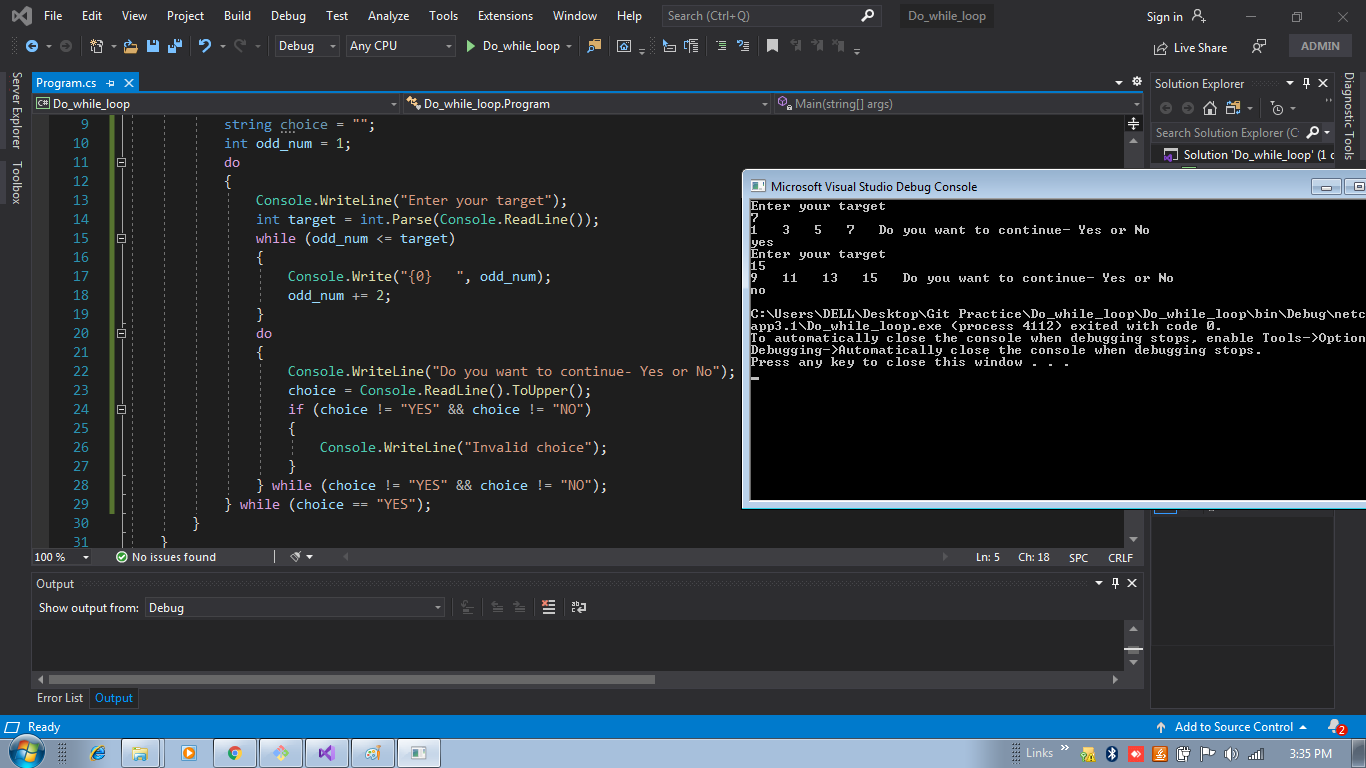 File Edit View Project Build Debug Test Analyze Tools Extensions Window Help Search (Ctrl+Q) Do_while_loop Sign in
Debug Any CPU Do_while_loop Live Share ADMIN
Server Explorer
Toolbox
Program.cs
Do_while_loop Do_while_loop.Program Main(string[] args)
9 string choice = "";
10 int odd_num = 1;
11 do
12 {
13 Console.WriteLine("Enter your target");
14 int target = int.Parse(Console.ReadLine());
15 while (odd_num <= target)
16 {
17 Console.Write("{0}   ", odd_num);
18 odd_num += 2;
19 }
20 do
21 {
22 Console.WriteLine("Do you want to continue- Yes or No");
23 choice = Console.ReadLine().ToUpper();
24 if (choice != "YES" && choice != "NO")
25 {
26 Console.WriteLine("Invalid choice");
27 }
28 } while (choice != "YES" && choice != "NO");
29 } while (choice == "YES");
30 }
31 }
100 % No issues found Ln: 5 Ch: 18 SPC CRLF
Solution Explorer
Search Solution Explorer (C
Solution 'Do_while_loop' (1
Diagnostic Tools
Microsoft Visual Studio Debug Console
Enter your target
7
1   3   5   7   Do you want to continue- Yes or No
yes
Enter your target
15
9   11   13   15   Do you want to continue- Yes or No
no
C:\Users\DELL\Desktop\Git Practice\Do_while_loop\Do_while_loop\bin\Debug\netc
app3.1\Do_while_loop.exe (process 4112) exited with code 0.
To automatically close the console when debugging stops, enable Tools->Option
Debugging->Automatically close the console when debugging stops.
Press any key to close this window . . .
Output
Show output from: Debug
Error List Output
Ready Add to Source Control 2
Links 3:35 PM